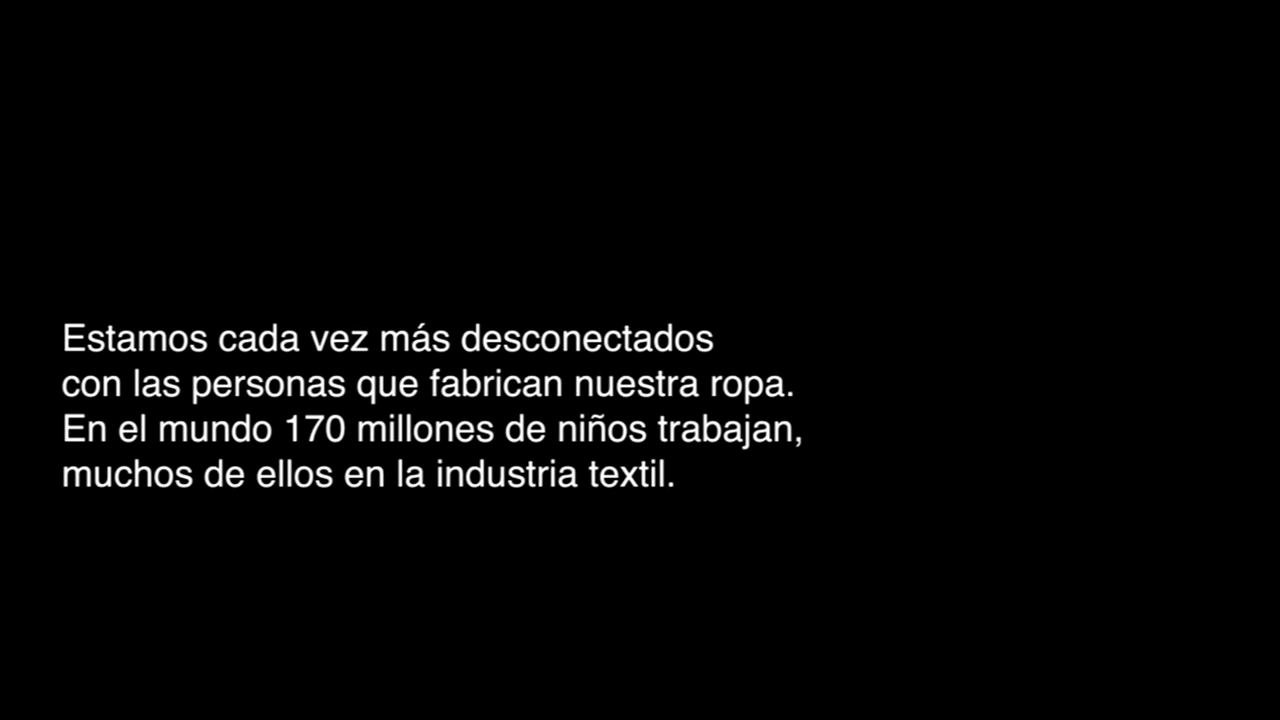 Estamos cada vez más desconectados
con las personas que fabrican nuestra ropa.
En el mundo 170 millones de niños trabajan,
muchos de ellos en la industria textil.